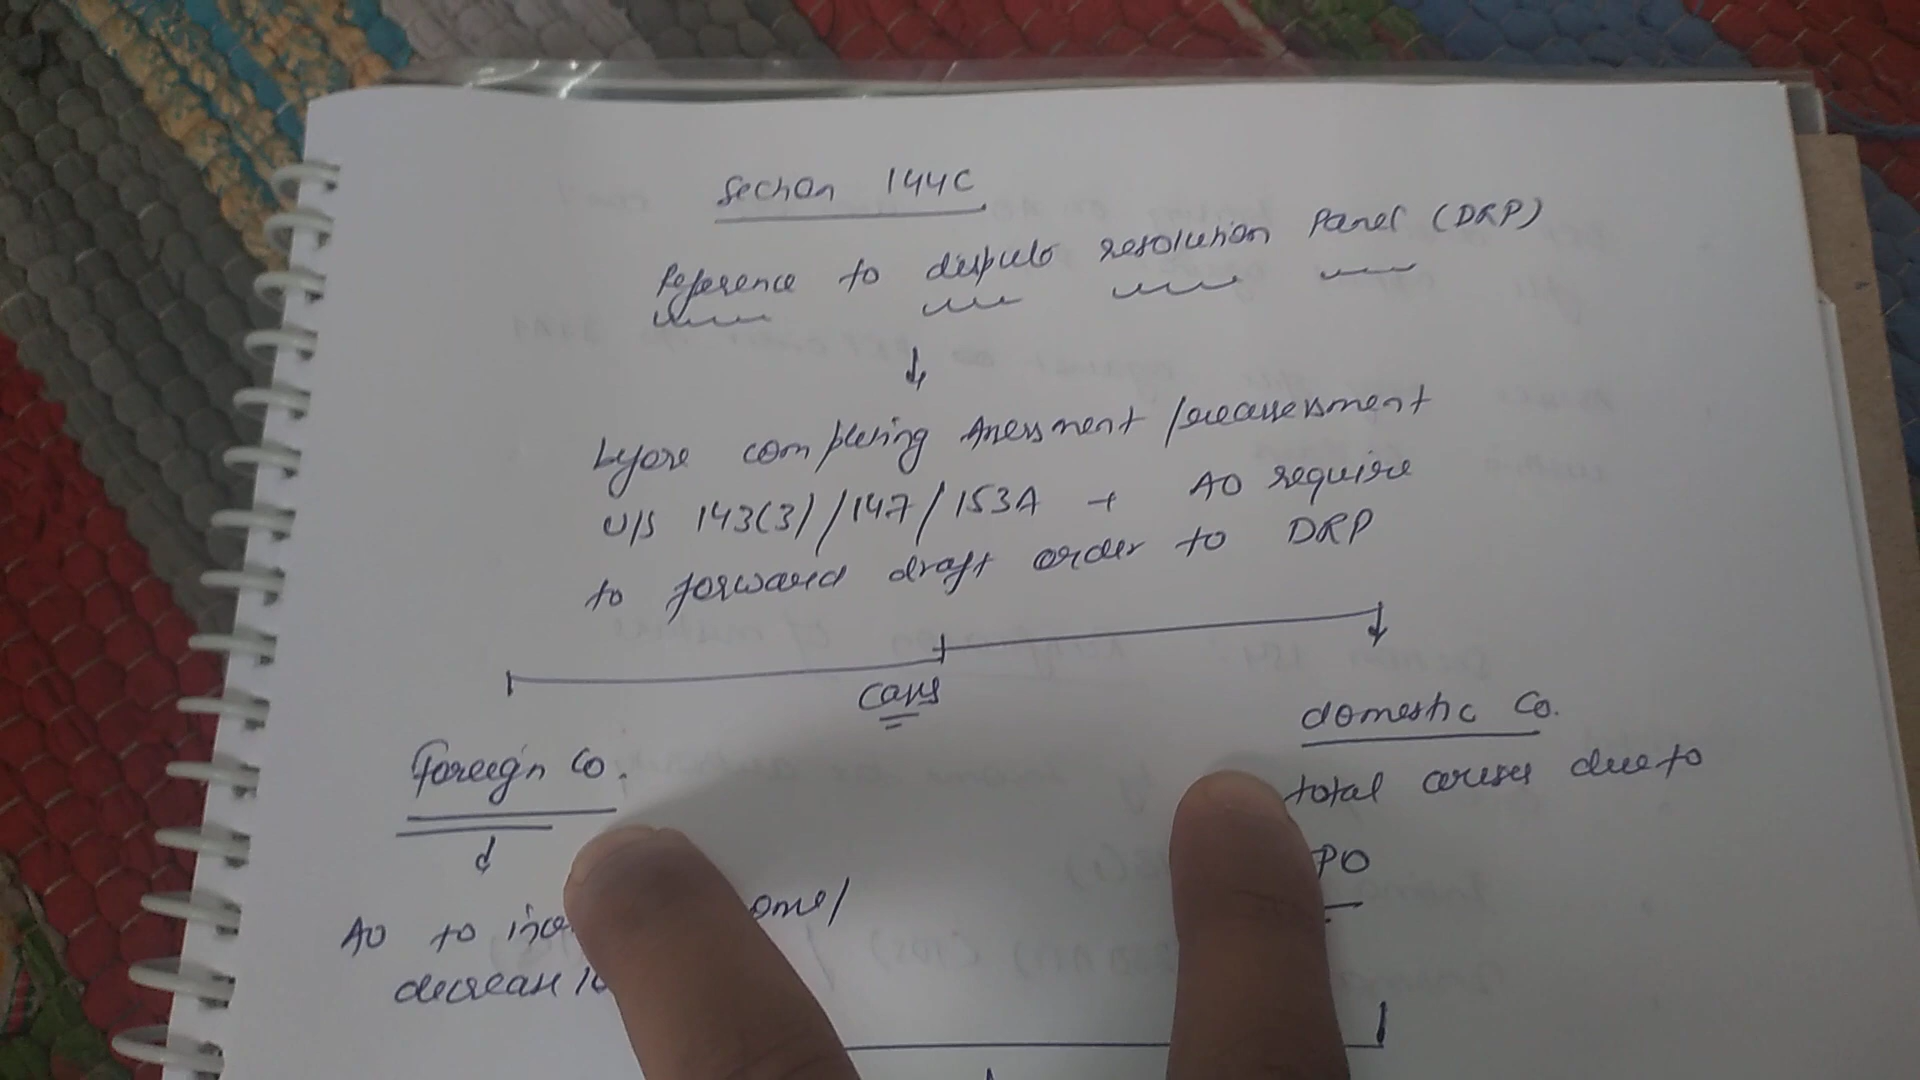 Section 144C
Reference to dispute resolution Panel (DRP)
before completing Assessment / reassessment
U/S 143(3) / 147 / 153A → AO require
to forward draft order to DRP
Cases
Foreign Co.
domestic Co.
total due to
PO
AO to ome/
decrease